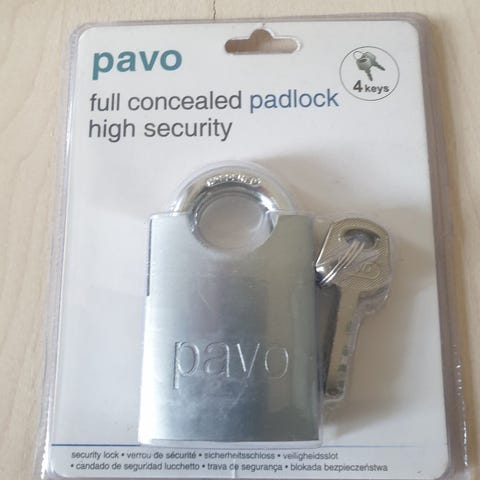 pavo
4 keys
full concealed padlock
high security
HARDENED
pavo
security lock • verrou de sécurité • sicherheitsschloss • veiligheidsslot
• candado de seguridad lucchetto • trava de segurança • blokada bezpieczeństwa